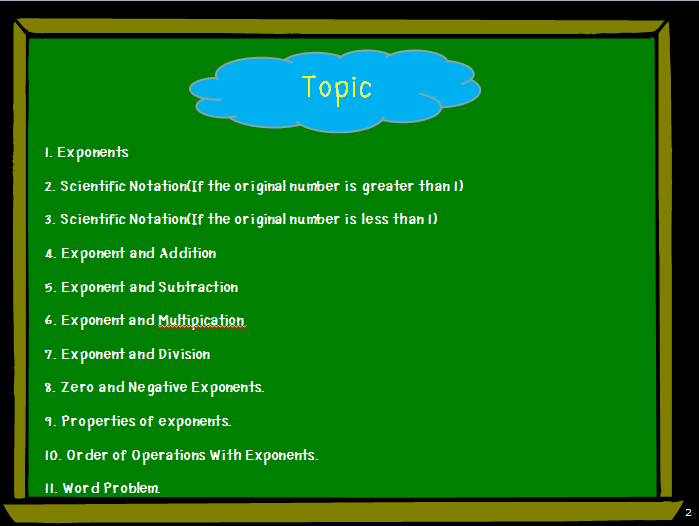 Topic
1. Exponents
2. Scientific Notation(If the original number is greater than 1)
3. Scientific Notation(If the original number is less than 1)
4. Exponent and Addition
5. Exponent and Subtraction
6. Exponent and Multipication
7. Exponent and Division
8. Zero and Negative Exponents.
9. Properties of exponents.
10. Order of Operations With Exponents.
11. Word Problem.
2